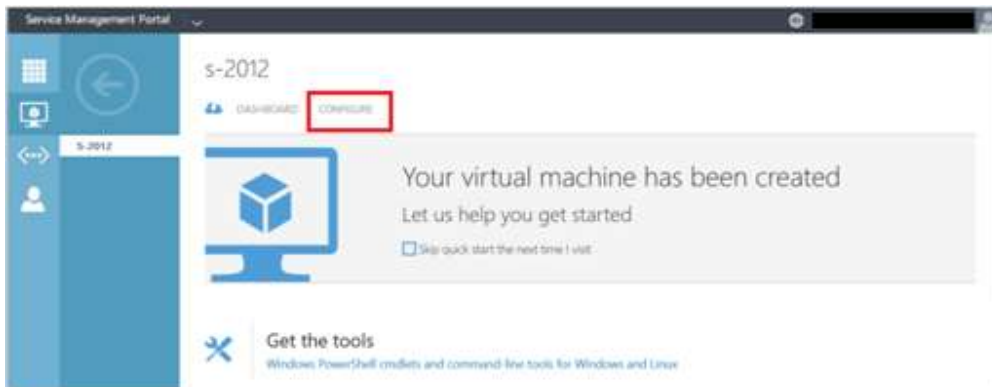 Service Management Portal
s-2012
DASHBOARD CONFIGURE
S-2012
Your virtual machine has been created
Let us help you get started
Skip quick start the next time I visit
Get the tools
Windows PowerShell cmdlets and command-line tools for Windows and Linux